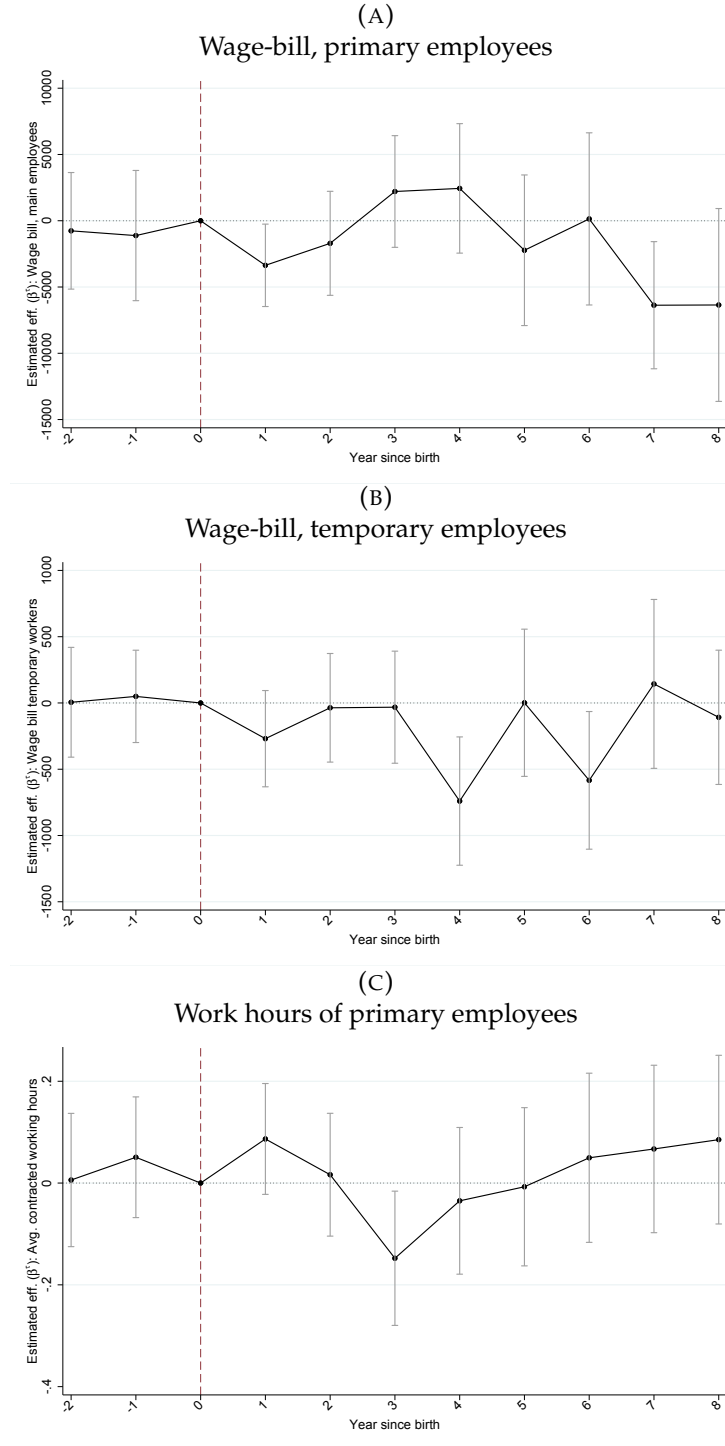 (A)
Wage-bill, primary employees
Estimated eff. (β^τ): Wage bill, main employees
10000
5000
0
-5000
-10000
-15000
-2 -1 0 1 2 3 4 5 6 7 8
Year since birth
(B)
Wage-bill, temporary employees
Estimated eff. (β^τ): Wage bill temporary workers
1000
500
0
-500
-1000
-1500
-2 -1 0 1 2 3 4 5 6 7 8
Year since birth
(C)
Work hours of primary employees
Estimated eff. (β^τ): Avg. contracted working hours
.2
0
-.2
-.4
-2 -1 0 1 2 3 4 5 6 7 8
Year since birth